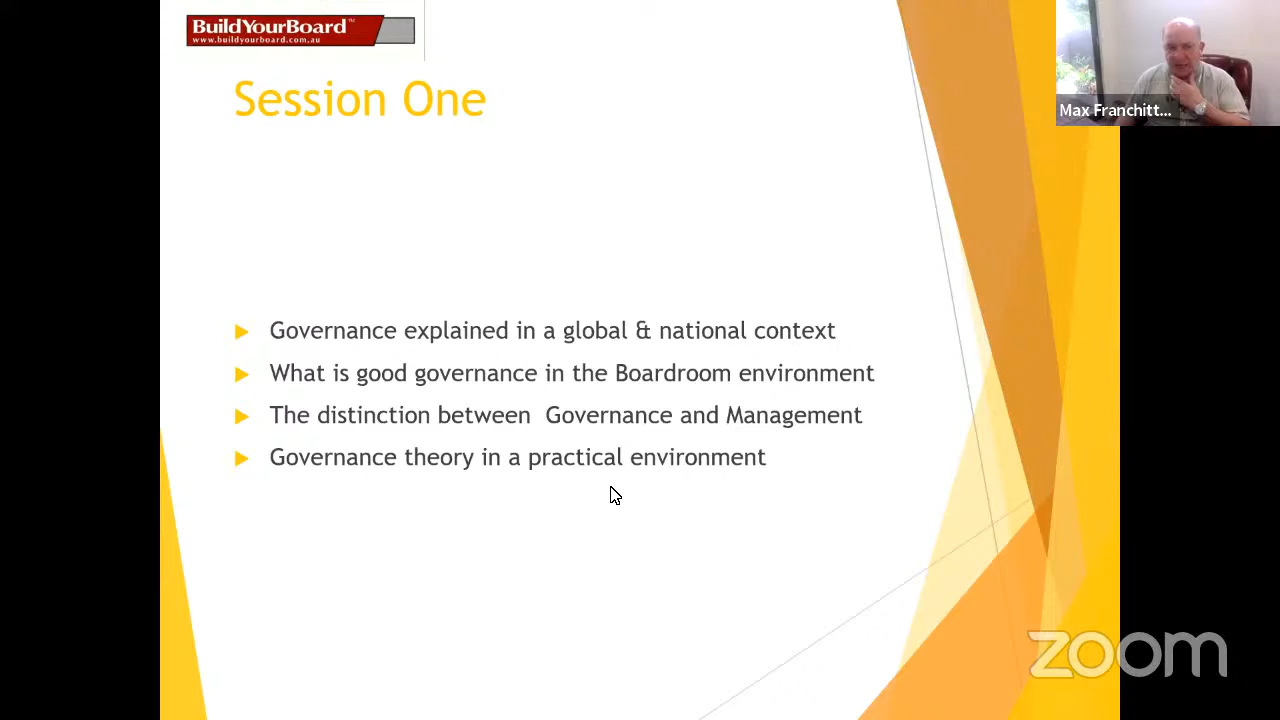 BuildYourBoard™
www.buildyourboard.com.au
Session One
Max Franchitt...
Governance explained in a global & national context
What is good governance in the Boardroom environment
The distinction between  Governance and Management
Governance theory in a practical environment
zoom